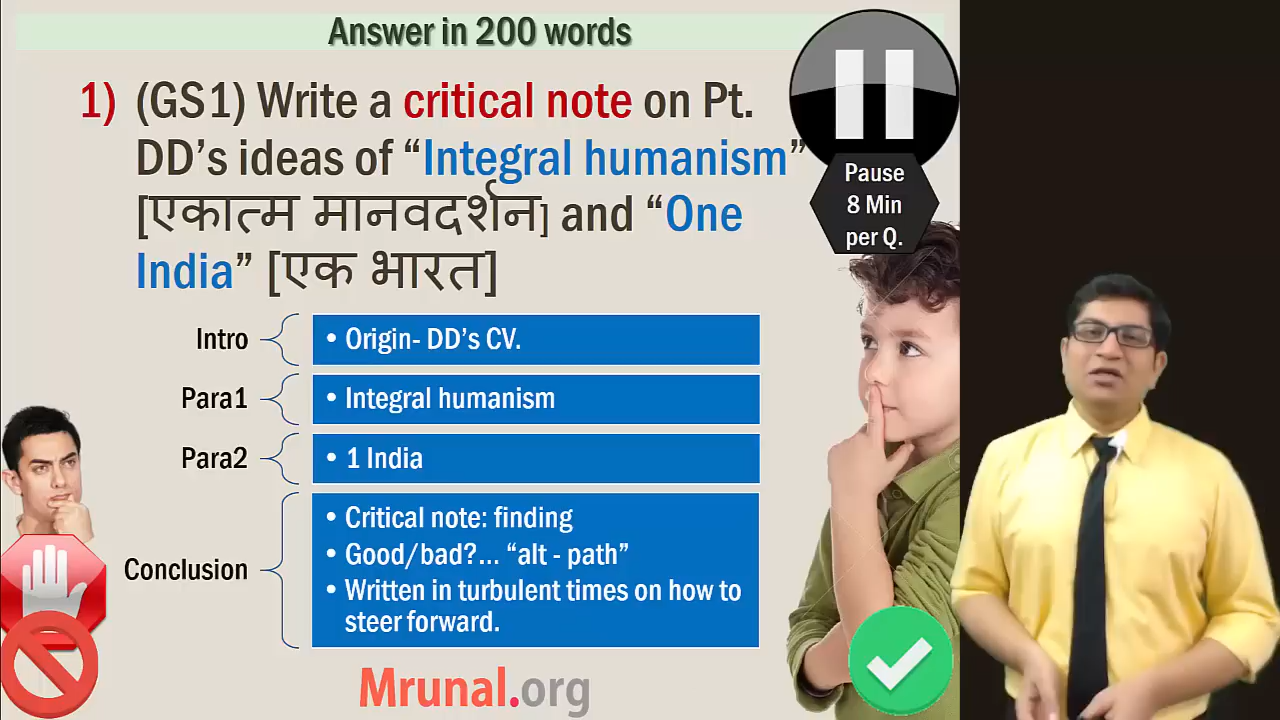 Answer in 200 words
1) (GS1) Write a critical note on Pt.
DD's ideas of “Integral humanism”
[एकात्म मानवदर्शन] and “One
India” [एक भारत]
Pause
8 Min
per Q.
Intro
• Origin- DD's CV.
Para1
• Integral humanism
Para2
• 1 India
Conclusion
• Critical note: finding
• Good/bad?... “alt - path”
• Written in turbulent times on how to
steer forward.
Mrunal.org